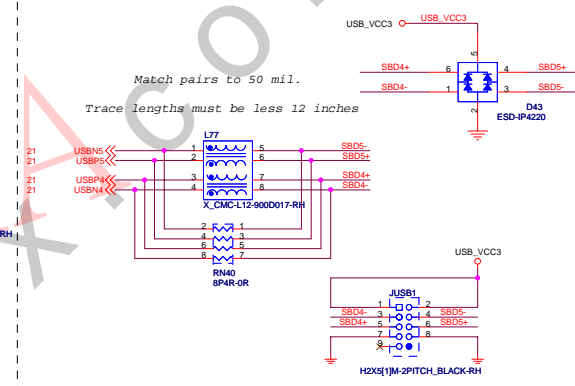 USB_VCC3
USB_VCC3
5
SBD4+ 6 4 SBD5+
SBD4- 1 3 SBD5-
2
D43
ESD-IP4220
Match pairs to 50 mil.
Trace lengths must be less 12 inches
L77
21 USBN5 1 5 SBD5-
21 USBP5 2 6 SBD5+
21 USBP4 3 7 SBD4+
21 USBN4 4 8 SBD4-
X_CMC-L12-900D017-RH
2 1
4 3
6 5
8 7
RN40
8P4R-0R
RH
USB_VCC3
JUSB1
1 2
SBD4- 3 4 SBD5-
SBD4+ 5 6 SBD5+
7 8
9
H2X5[1]M-2PITCH_BLACK-RH